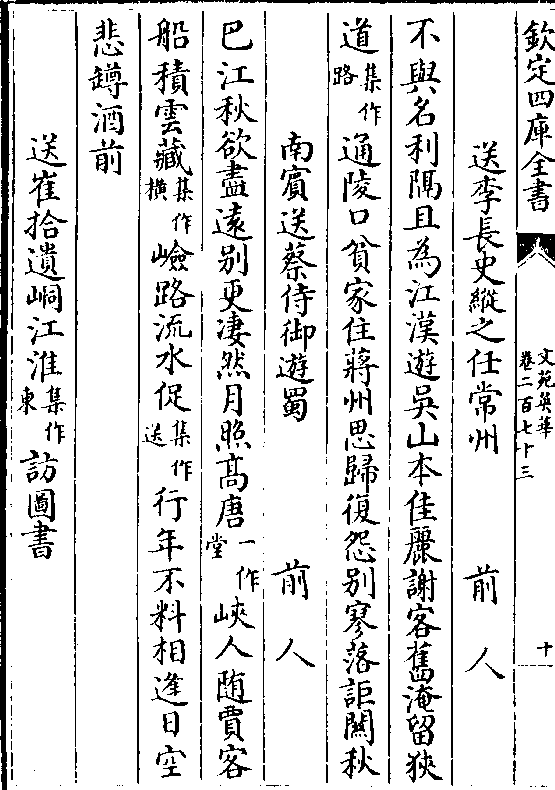 欽定四庫全書
文苑英華
卷二百七十三
十
送李長史縱之任常州　前人
不與名利隔且為江漢遊吳山本佳麗謝客舊淹留狹
道集作路通陵口貧家住蔣州思歸復怨别寥落詎關秋
南賓送蔡侍御遊蜀　前人
巴江秋欲盡遠别更凄然月照髙唐一作堂峽人随賈客
船積雲藏集作横嶮路流水促集作送行年不料相逢日空
悲罇酒前
送崔拾遺峒江淮集作東訪圖書